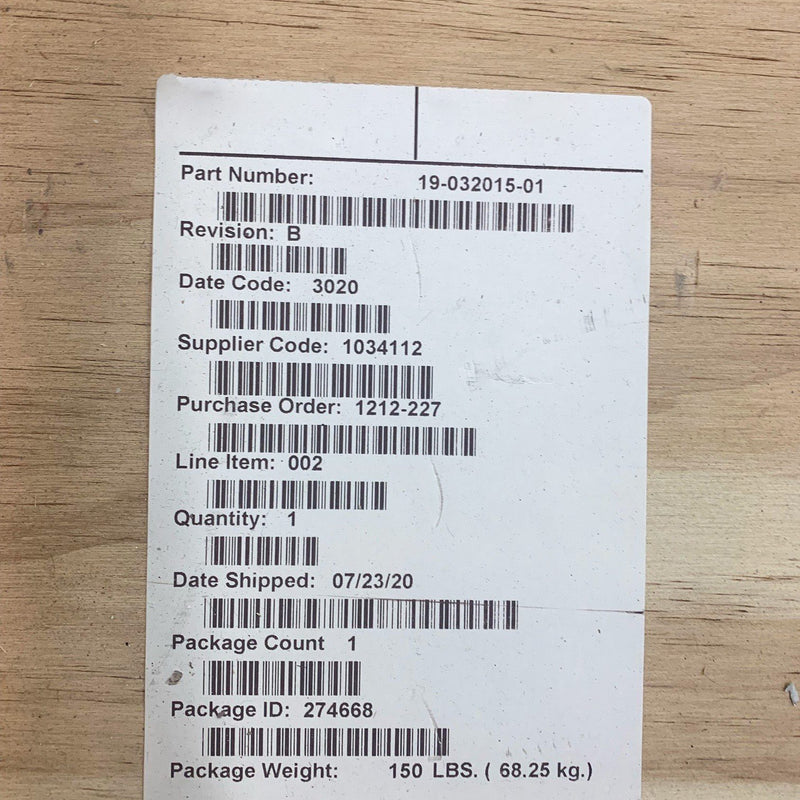 Part Number: 19-032015-01
Revision: B
Date Code: 3020
Supplier Code: 1034112
Purchase Order: 1212-227
Line Item: 002
Quantity: 1
Date Shipped: 07/23/20
Package Count 1
Package ID: 274668
Package Weight: 150 LBS. ( 68.25 kg.)